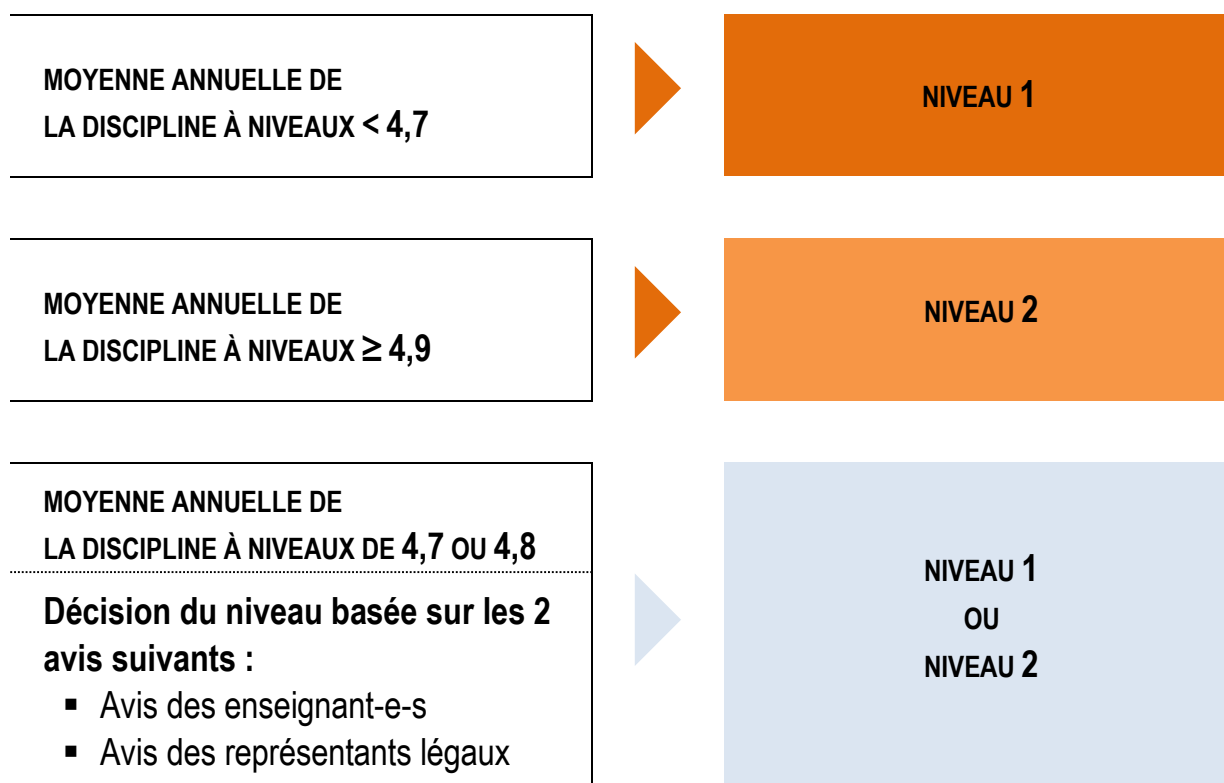 MOYENNE ANNUELLE DE
LA DISCIPLINE À NIVEAUX < 4,7
NIVEAU 1
MOYENNE ANNUELLE DE
LA DISCIPLINE À NIVEAUX ≥ 4,9
NIVEAU 2
MOYENNE ANNUELLE DE
LA DISCIPLINE À NIVEAUX DE 4,7 OU 4,8
Décision du niveau basée sur les 2
avis suivants :
▪ Avis des enseignant-e-s
▪ Avis des représentants légaux
NIVEAU 1
OU
NIVEAU 2